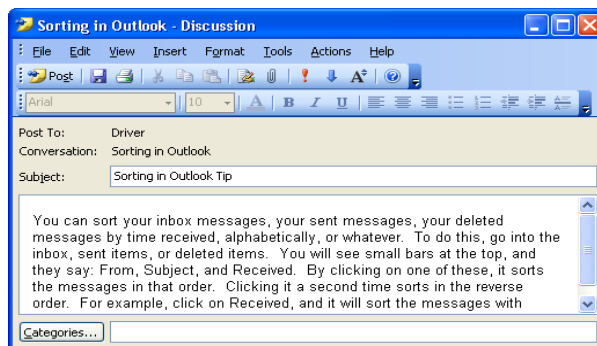 Sorting in Outlook - Discussion
File Edit View Insert Format Tools Actions Help
Post
Arial 10 A B I U
Post To: Driver
Conversation: Sorting in Outlook
Subject: Sorting in Outlook Tip
You can sort your inbox messages, your sent messages, your deleted
messages by time received, alphabetically, or whatever. To do this, go into the
inbox, sent items, or deleted items. You will see small bars at the top, and
they say: From, Subject, and Received. By clicking on one of these, it sorts
the messages in that order. Clicking it a second time sorts in the reverse
order. For example, click on Received, and it will sort the messages with
Categories...